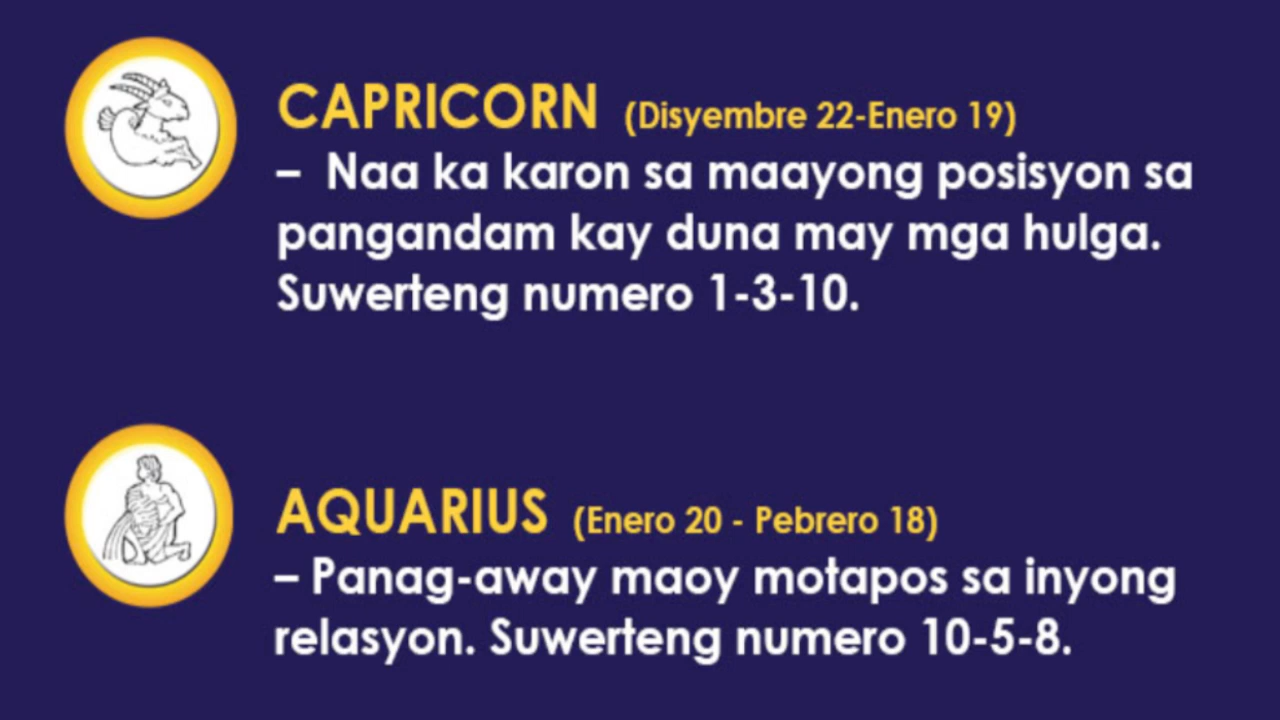 CAPRICORN (Disyembre 22-Enero 19)
– Naa ka karon sa maayong posisyon sa
pangandam kay duna may mga hulga.
Suwerteng numero 1-3-10.
AQUARIUS (Enero 20 - Pebrero 18)
– Panag-away maoy motapos sa inyong
relasyon. Suwerteng numero 10-5-8.